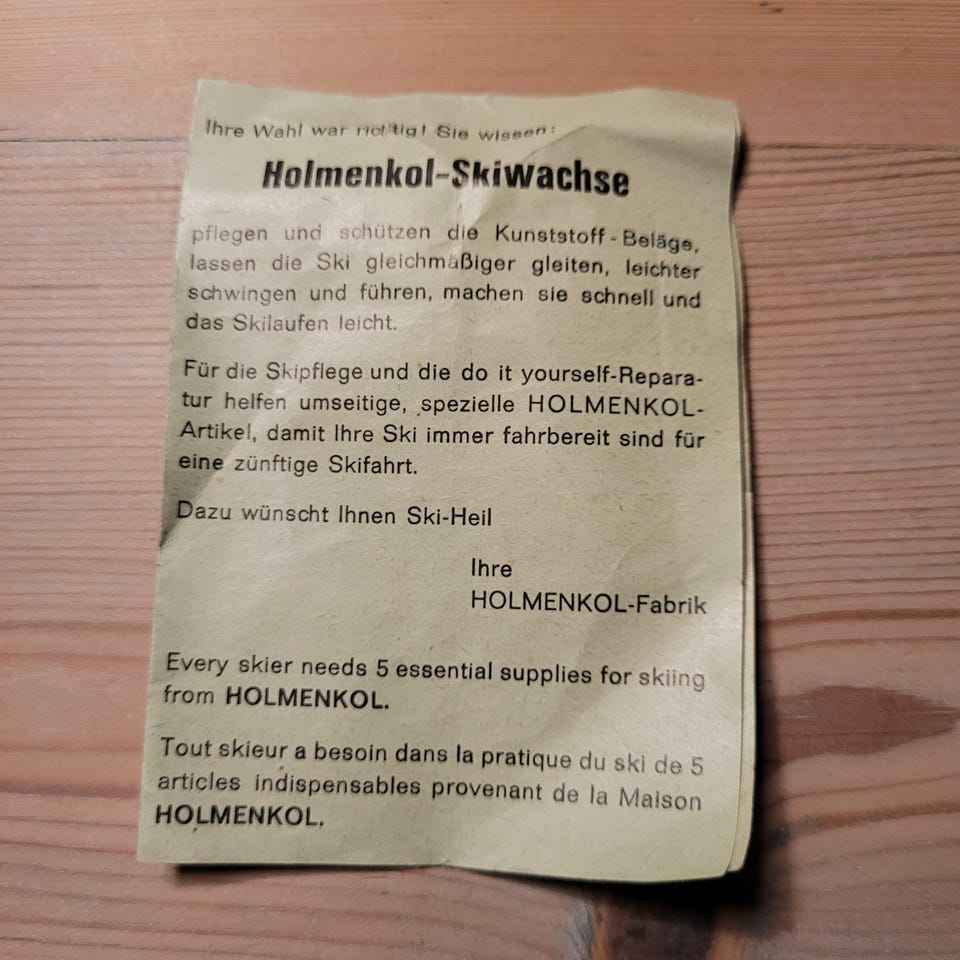 Ihre Wahl war richtig! Sie wissen:
Holmenkol-Skiwachse
pflegen und schützen die Kunststoff-Beläge,
lassen die Ski gleichmäßiger gleiten, leichter
schwingen und führen, machen sie schnell und
das Skilaufen leicht.
Für die Skipflege und die do it yourself-Repara-
tur helfen umseitige, spezielle HOLMENKOL-
Artikel, damit Ihre Ski immer fahrbereit sind für
eine zünftige Skifahrt.
Dazu wünscht Ihnen Ski-Heil
Ihre
HOLMENKOL-Fabrik
Every skier needs 5 essential supplies for skiing
from HOLMENKOL.
Tout skieur a besoin dans la pratique du ski de 5
articles indispensables provenant de la Maison
HOLMENKOL.